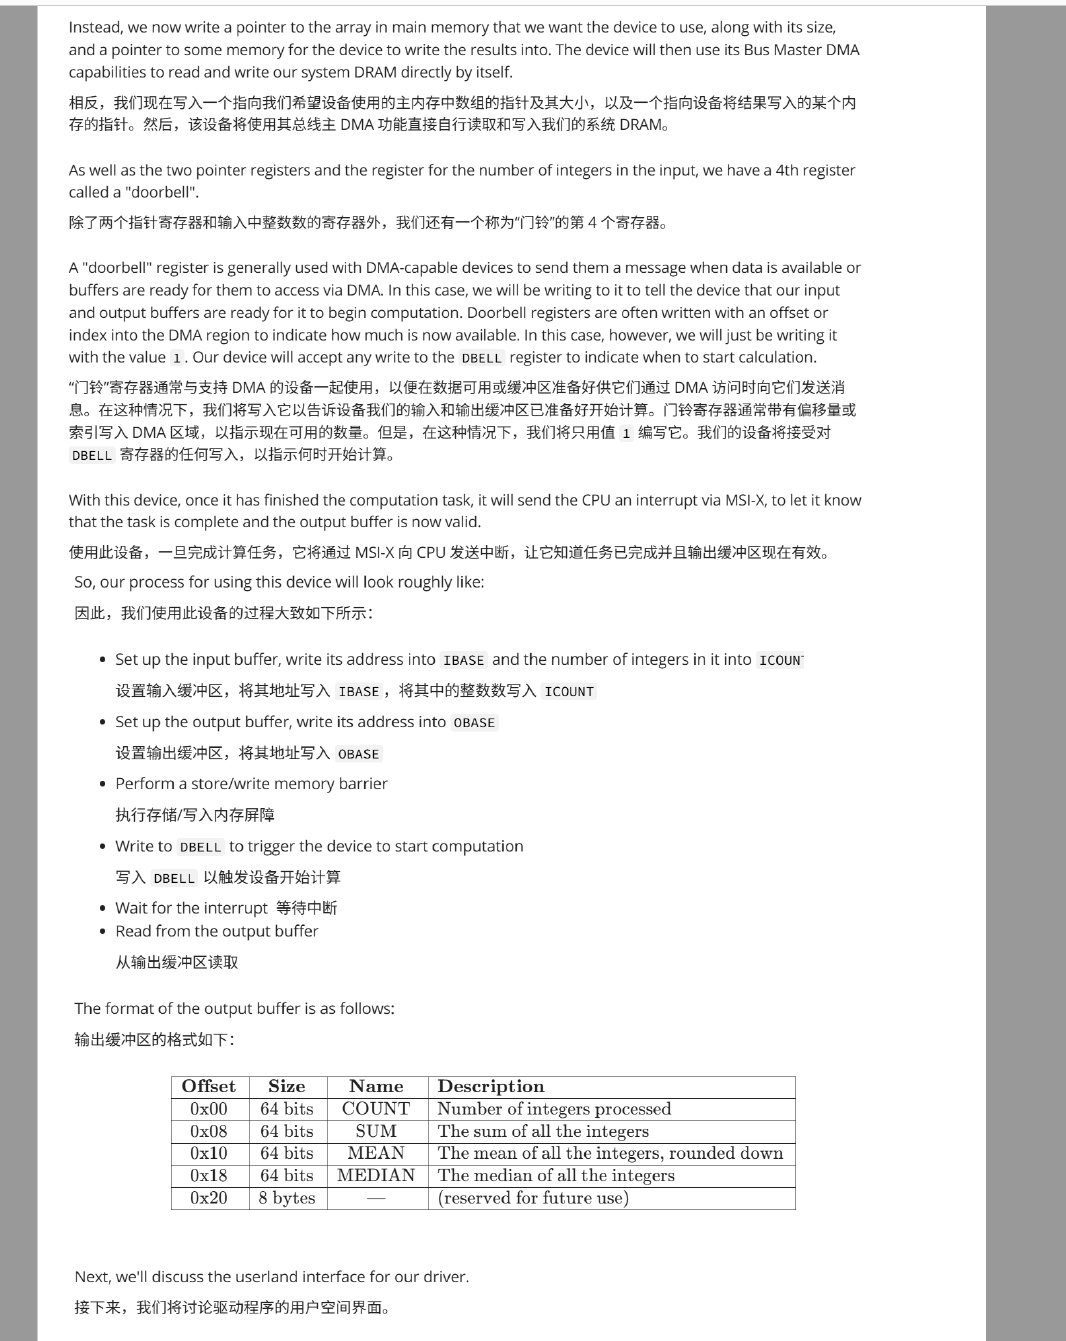 Instead, we now write a pointer to the array in main memory that we want the device to use, along with its size,
and a pointer to some memory for the device to write the results into. The device will then use its Bus Master DMA
capabilities to read and write our system DRAM directly by itself.
相反，我们现在写入一个指向我们希望设备使用的主内存中数组的指针及其大小，以及一个指向设备将结果写入的某个内
存的指针。然后，该设备将使用其总线主 DMA 功能直接自行读取和写入我们的系统 DRAM。
As well as the two pointer registers and the register for the number of integers in the input, we have a 4th register
called a "doorbell".
除了两个指针寄存器和输入中整数数的寄存器外，我们还有一个称为“门铃”的第 4 个寄存器。
A "doorbell" register is generally used with DMA-capable devices to send them a message when data is available or
buffers are ready for them to access via DMA. In this case, we will be writing to it to tell the device that our input
and output buffers are ready for it to begin computation. Doorbell registers are often written with an offset or
index into the DMA region to indicate how much is now available. In this case, however, we will just be writing it
with the value 1. Our device will accept any write to the DBELL register to indicate when to start calculation.
“门铃”寄存器通常与支持 DMA 的设备一起使用，以便在数据可用或缓冲区准备好供它们通过 DMA 访问时向它们发送消
息。在这种情况下，我们将写入它以告诉设备我们的输入和输出缓冲区已准备好开始计算。门铃寄存器通常带有偏移量或
索引写入 DMA 区域，以指示现在可用的数量。但是，在这种情况下，我们将只用值 1 编写它。我们的设备将接受对
DBELL 寄存器的任何写入，以指示何时开始计算。
With this device, once it has finished the computation task, it will send the CPU an interrupt via MSI-X, to let it know
that the task is complete and the output buffer is now valid.
使用此设备，一旦完成计算任务，它将通过 MSI-X 向 CPU 发送中断，让它知道任务已完成并且输出缓冲区现在有效。
So, our process for using this device will look roughly like:
因此，我们使用此设备的过程大致如下所示：
• Set up the input buffer, write its address into IBASE and the number of integers in it into ICOUN
设置输入缓冲区，将其地址写入 IBASE，将其中的整数数写入 ICOUNT
• Set up the output buffer, write its address into OBASE
设置输出缓冲区，将其地址写入 OBASE
• Perform a store/write memory barrier
执行存储/写入内存屏障
• Write to DBELL to trigger the device to start computation
写入 DBELL 以触发设备开始计算
• Wait for the interrupt 等待中断
• Read from the output buffer
从输出缓冲区读取
The format of the output buffer is as follows:
输出缓冲区的格式如下：
Offset Size Name Description
0x00 64 bits COUNT Number of integers processed
0x08 64 bits SUM The sum of all the integers
0x10 64 bits MEAN The mean of all the integers, rounded down
0x18 64 bits MEDIAN The median of all the integers
0x20 8 bytes — (reserved for future use)
Next, we'll discuss the userland interface for our driver.
接下来，我们将讨论驱动程序的用户空间界面。